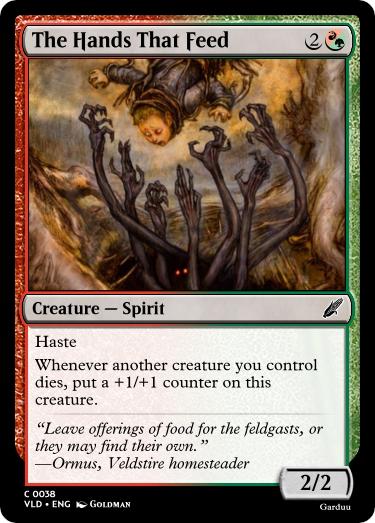 The Hands That Feed 2
Creature — Spirit
Haste
Whenever another creature you control
dies, put a +1/+1 counter on this
creature.
“Leave offerings of food for the feldgasts, or
they may find their own.”
—Ormus, Veldstire homesteader
2/2
C 0038
VLD • ENG GOLDMAN
Garduu